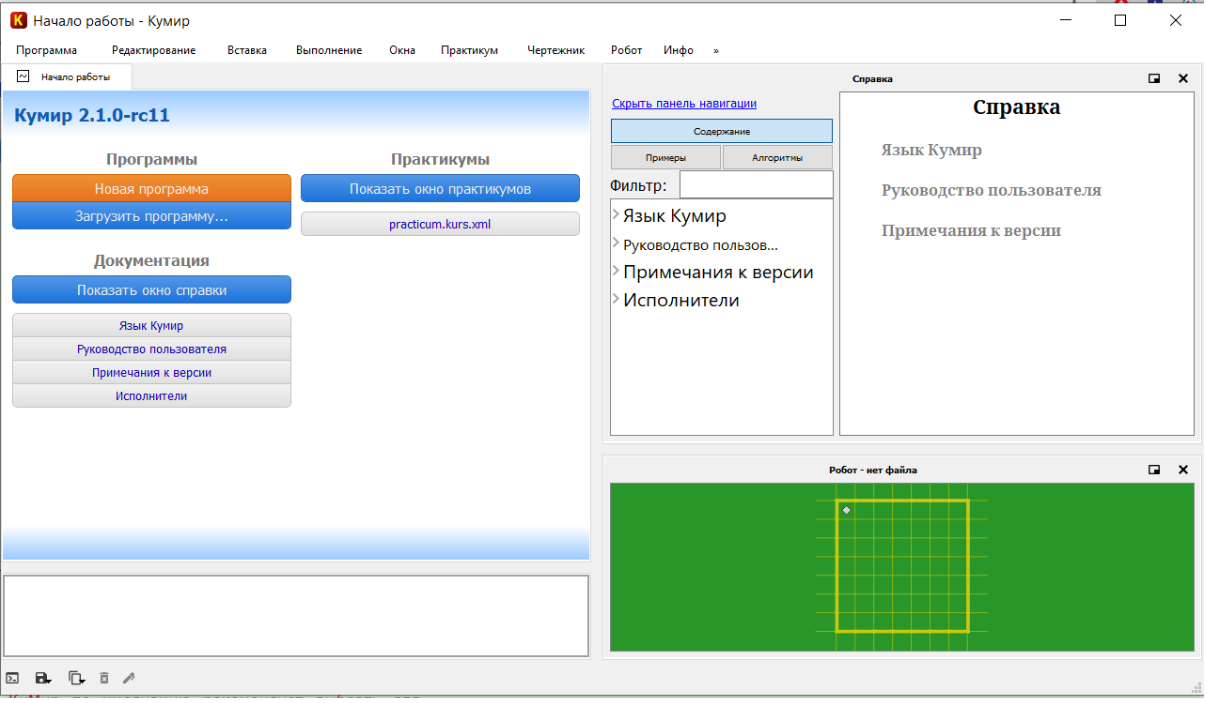 Начало работы - Кумир
Программа Редактирование Вставка Выполнение Окна Практикум Чертежник Робот Инфо »
Начало работы
Кумир 2.1.0-rc11
Программы
Новая программа
Загрузить программу...
Документация
Показать окно справки
Язык Кумир
Руководство пользователя
Примечания к версии
Исполнители
Практикумы
Показать окно практикумов
practicum.kurs.xml
Справка
Скрыть панель навигации
Содержание
Примеры Алгоритмы
Фильтр:
Язык Кумир
Руководство пользов...
Примечания к версии
Исполнители
Справка
Язык Кумир
Руководство пользователя
Примечания к версии
Робот - нет файла